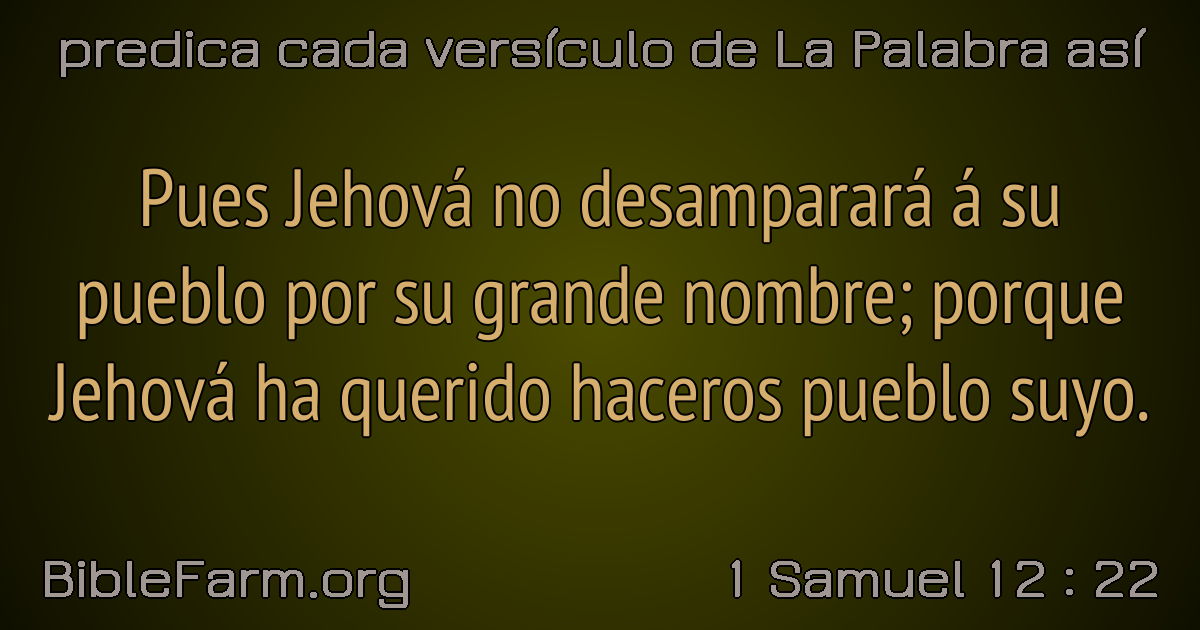 predica cada versículo de La Palabra así
Pues Jehová no desamparará á su
pueblo por su grande nombre; porque
Jehová ha querido haceros pueblo suyo.
BibleFarm.org
1 Samuel 12 : 22